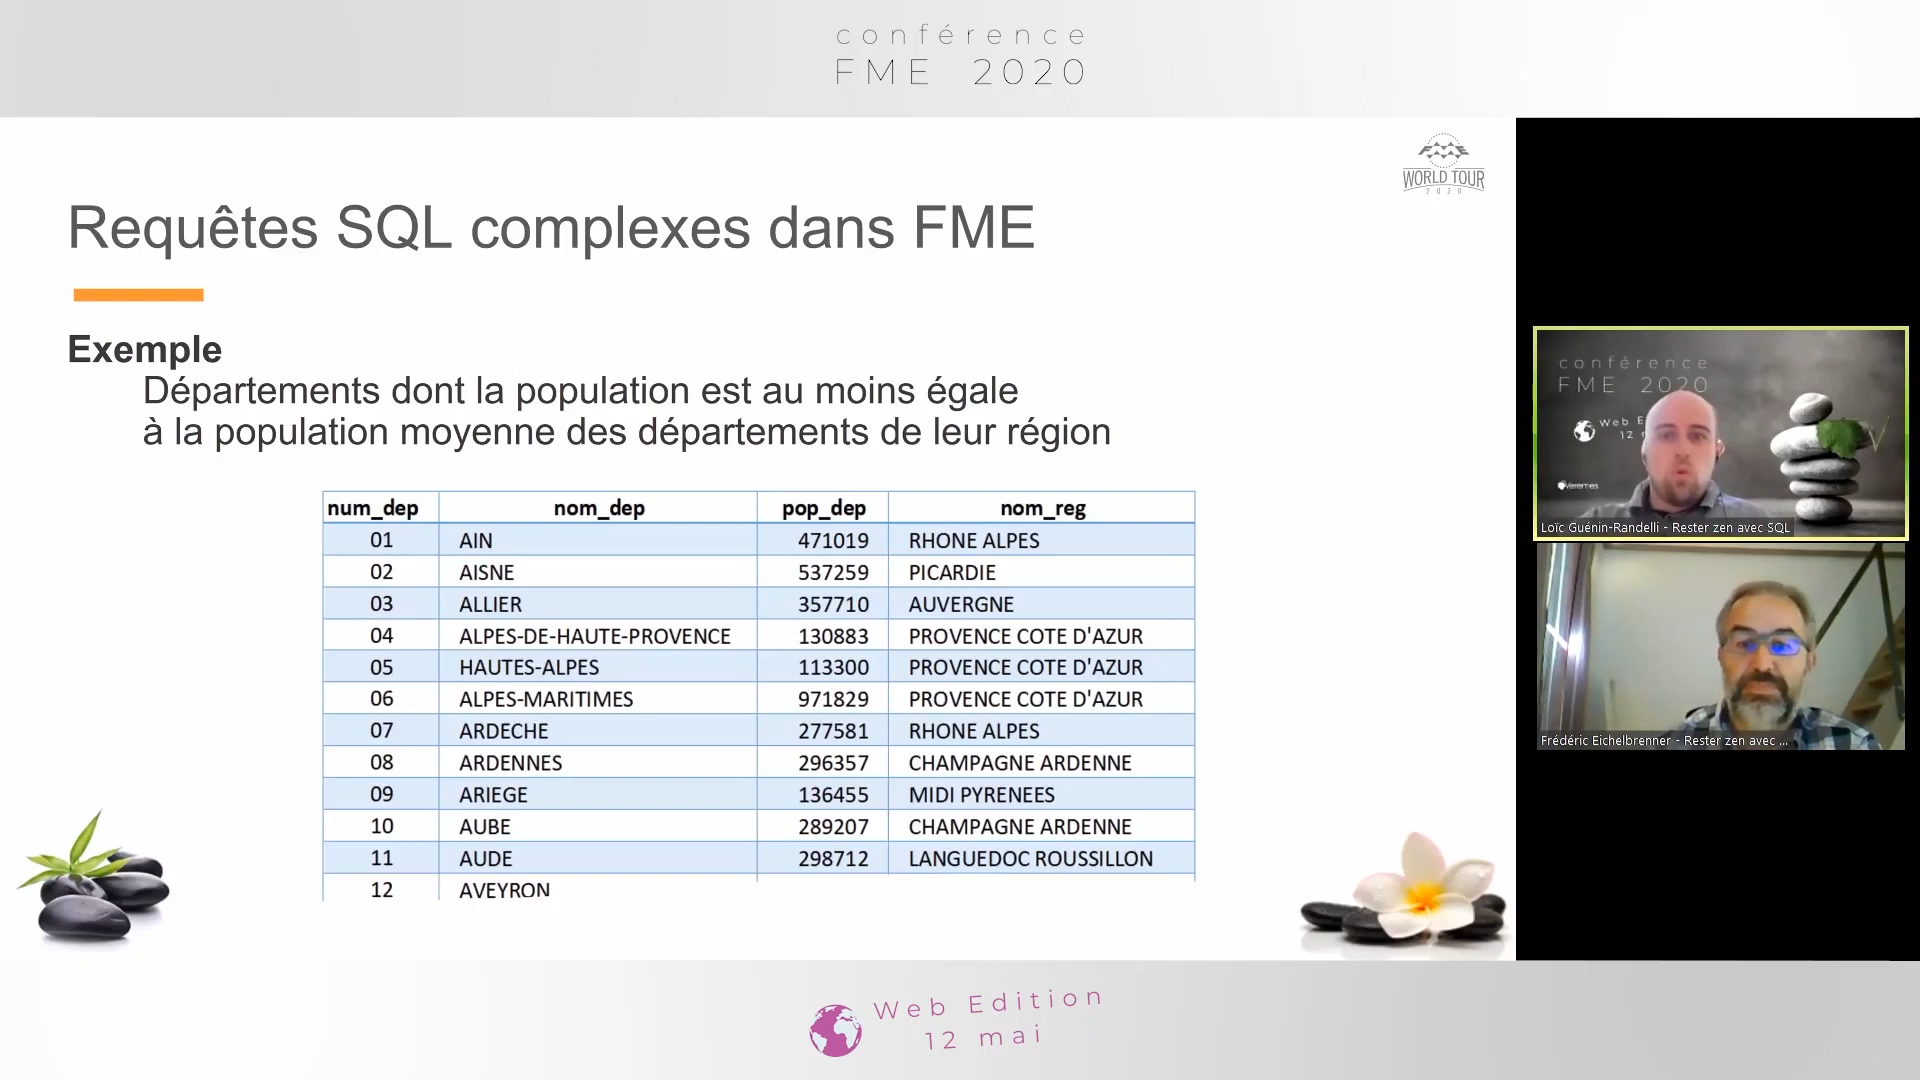 conférence
FME 2020
WORLD TOUR
2020
Requêtes SQL complexes dans FME
Exemple
Départements dont la population est au moins égale
à la population moyenne des départements de leur région
num_dep nom_dep pop_dep nom_reg
01 AIN 471019 RHONE ALPES
02 AISNE 537259 PICARDIE
03 ALLIER 357710 AUVERGNE
04 ALPES-DE-HAUTE-PROVENCE 130883 PROVENCE COTE D'AZUR
05 HAUTES-ALPES 113300 PROVENCE COTE D'AZUR
06 ALPES-MARITIMES 971829 PROVENCE COTE D'AZUR
07 ARDECHE 277581 RHONE ALPES
08 ARDENNES 296357 CHAMPAGNE ARDENNE
09 ARIEGE 136455 MIDI PYRENEES
10 AUBE 289207 CHAMPAGNE ARDENNE
11 AUDE 298712 LANGUEDOC ROUSSILLON
12 AVEYRON
conférence
FME 2020
Web E
12
Veremes
Loïc Guénin-Randelli - Rester zen avec SQL
Frédéric Eichelbrenner - Rester zen avec ...
Web Edition
12 mai